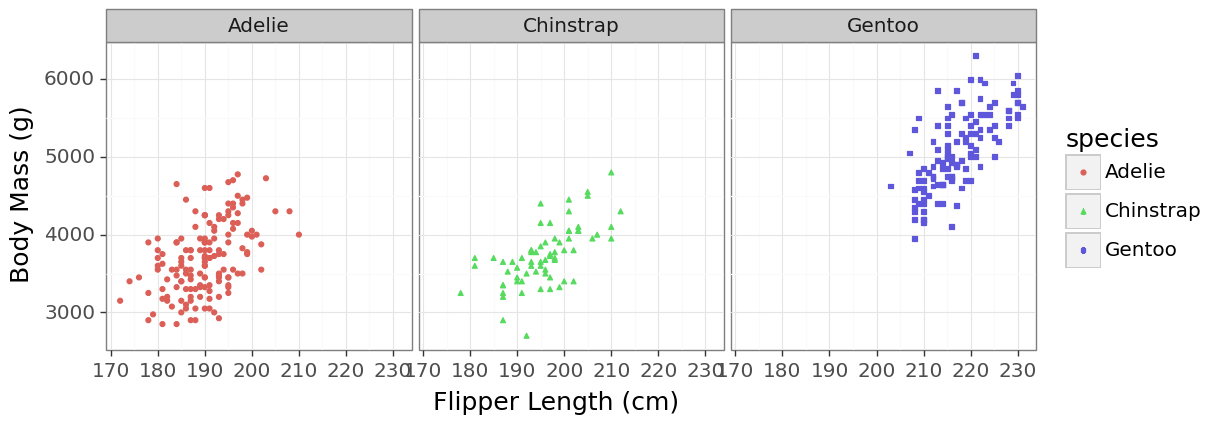 Adelie Chinstrap Gentoo
6000
5000
4000
3000
Body Mass (g)
170 180 190 200 210 220 230 170 180 190 200 210 220 230 170 180 190 200 210 220 230
Flipper Length (cm)
species
Adelie
Chinstrap
Gentoo